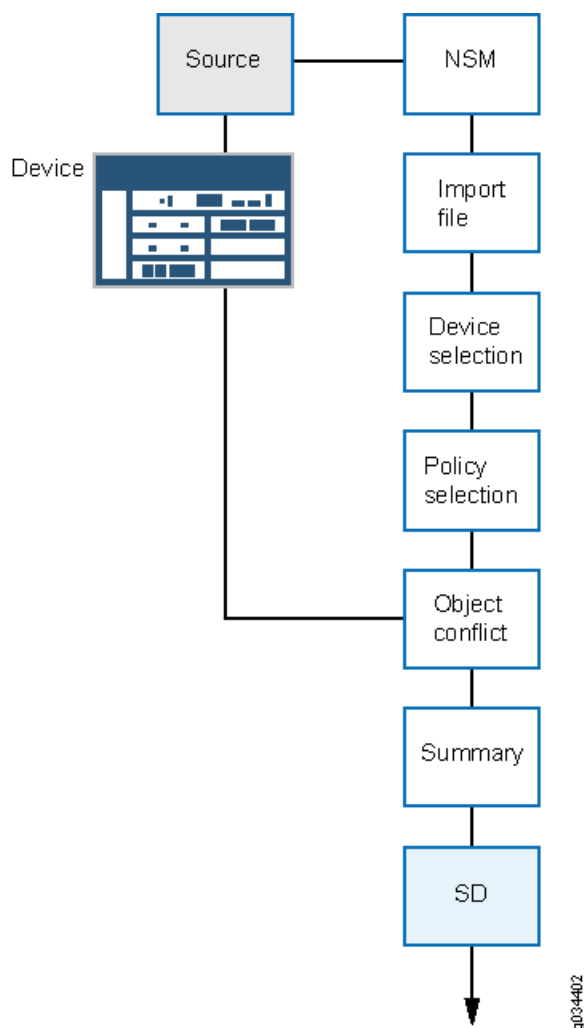 Source
NSM
Device
Import
file
Device
selection
Policy
selection
Object
conflict
Summary
SD
g034402